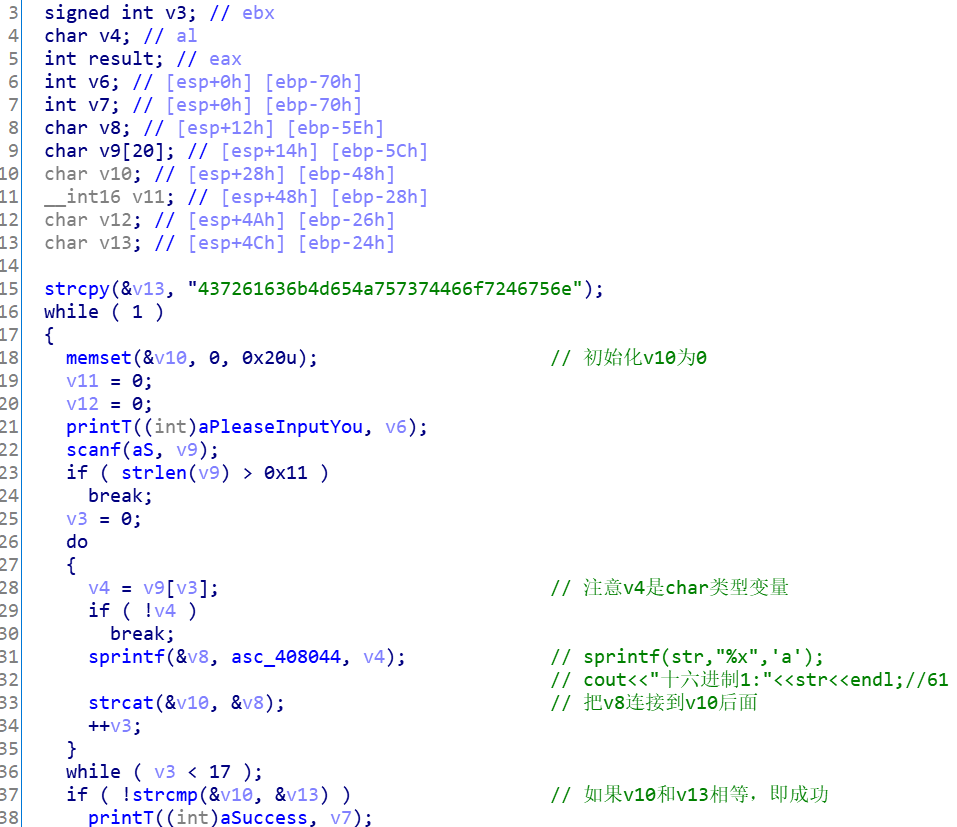 3 signed int v3; // ebx
4 char v4; // al
5 int result; // eax
6 int v6; // [esp+0h] [ebp-70h]
7 int v7; // [esp+0h] [ebp-70h]
8 char v8; // [esp+12h] [ebp-5Eh]
9 char v9[20]; // [esp+14h] [ebp-5Ch]
10 char v10; // [esp+28h] [ebp-48h]
11 __int16 v11; // [esp+48h] [ebp-28h]
12 char v12; // [esp+4Ah] [ebp-26h]
13 char v13; // [esp+4Ch] [ebp-24h]
14
15 strcpy(&v13, "437261636b4d654a757374466f7246756e");
16 while ( 1 )
17 {
18 memset(&v10, 0, 0x20u); // 初始化v10为0
19 v11 = 0;
20 v12 = 0;
21 printT((int)aPleaseInputYou, v6);
22 scanf(aS, v9);
23 if ( strlen(v9) > 0x11 )
24 break;
25 v3 = 0;
26 do
27 {
28 v4 = v9[v3]; // 注意v4是char类型变量
29 if ( !v4 )
30 break;
31 sprintf(&v8, asc_408044, v4); // sprintf(str,"%x",'a');
32 // cout<<"十六进制1:"<<str<<endl;//61
33 strcat(&v10, &v8); // 把v8连接到v10后面
34 ++v3;
35 }
36 while ( v3 < 17 );
37 if ( !strcmp(&v10, &v13) ) // 如果v10和v13相等，即成功
38 printT((int)aSuccess, v7);